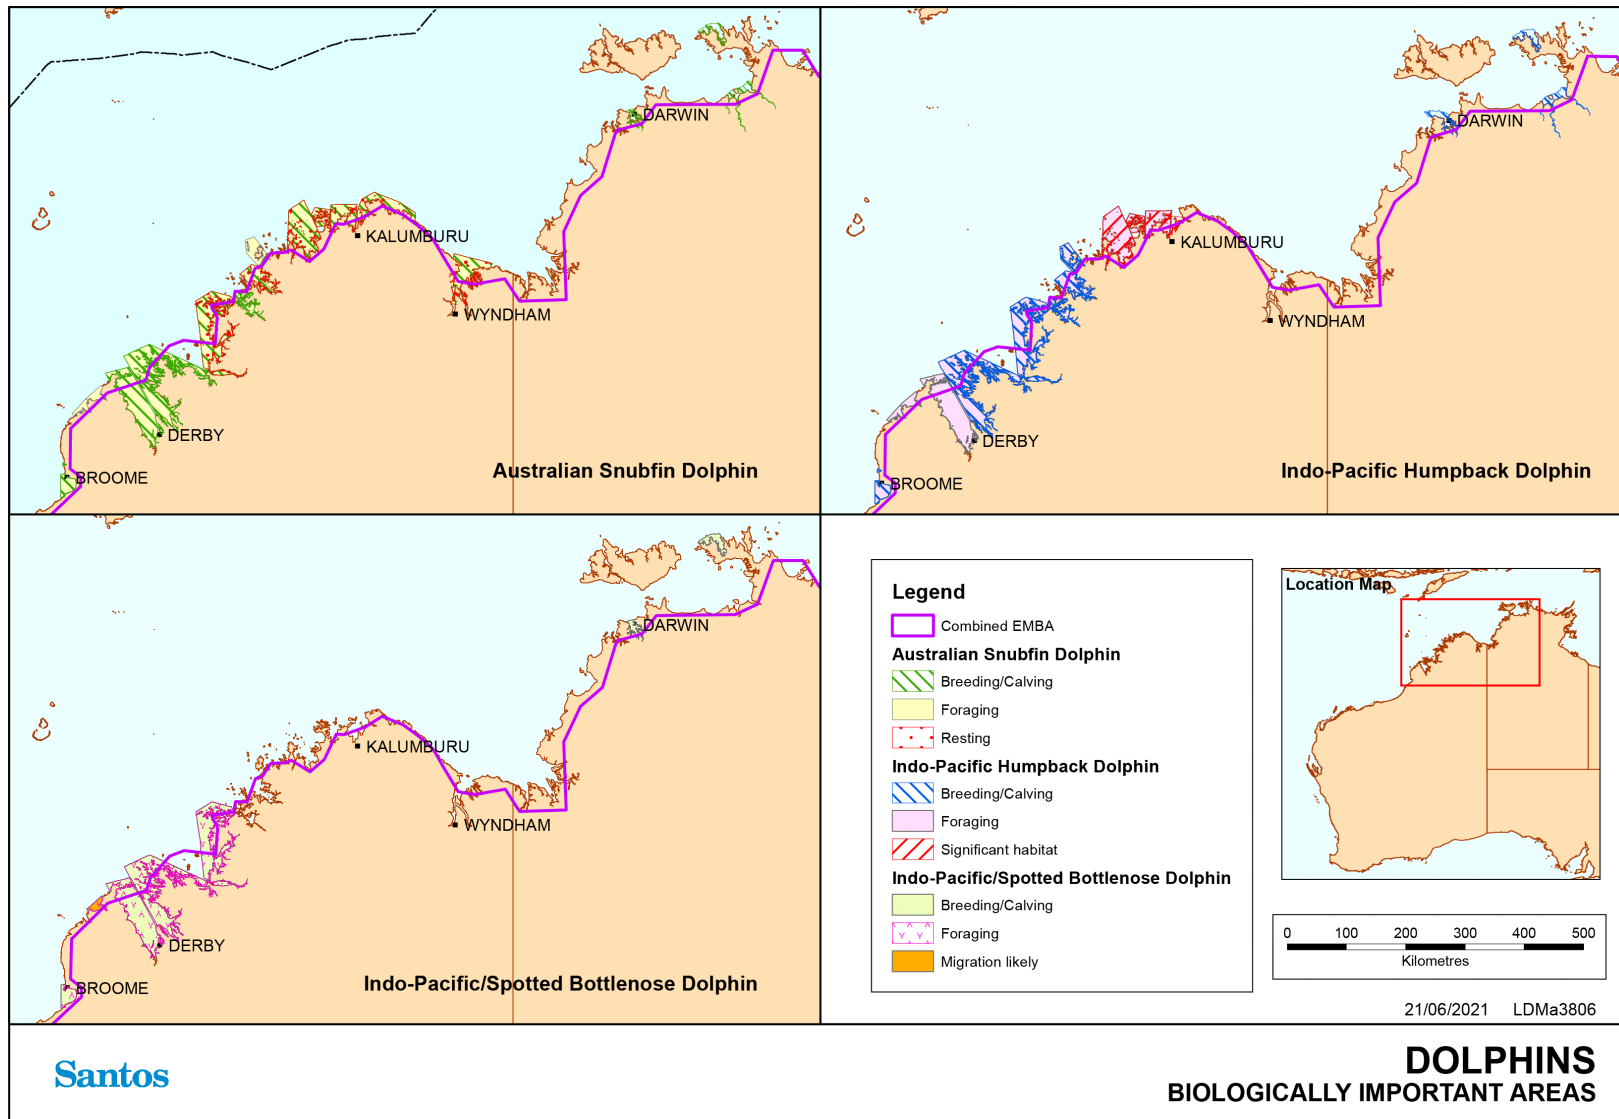 DARWIN
KALUMBURU
WYNDHAM
DERBY
BROOME
Australian Snubfin Dolphin
DARWIN
KALUMBURU
WYNDHAM
DERBY
BROOME
Indo-Pacific Humpback Dolphin
DARWIN
KALUMBURU
WYNDHAM
DERBY
BROOME
Indo-Pacific/Spotted Bottlenose Dolphin
Legend
Combined EMBA
Australian Snubfin Dolphin
Breeding/Calving
Foraging
Resting
Indo-Pacific Humpback Dolphin
Breeding/Calving
Foraging
Significant habitat
Indo-Pacific/Spotted Bottlenose Dolphin
Breeding/Calving
Foraging
Migration likely
Location Map
0 100 200 300 400 500
Kilometres
21/06/2021 LDMa3806
Santos
DOLPHINS
BIOLOGICALLY IMPORTANT AREAS